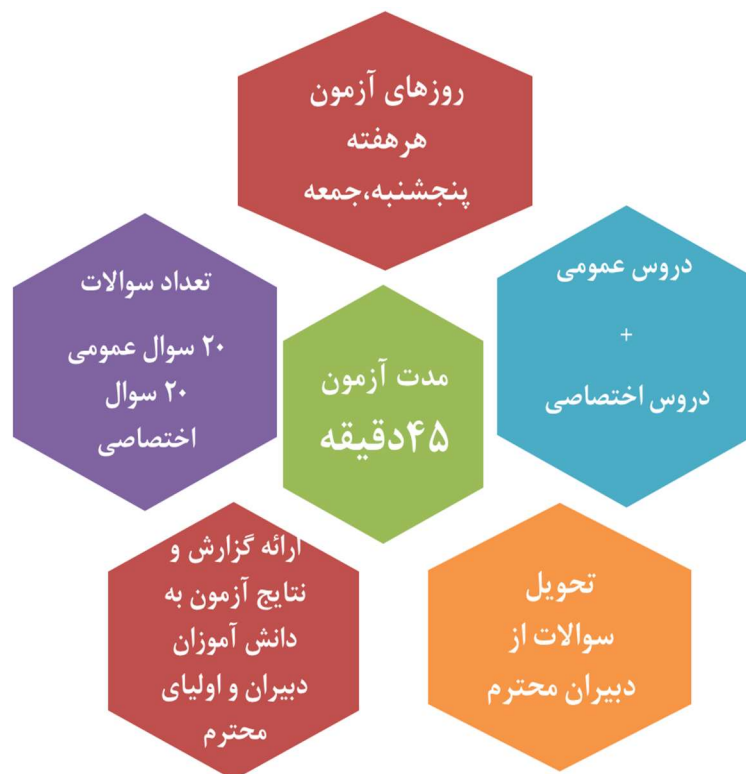 روزهای آزمون
هرهفته
پنجشنبه،جمعه
دروس عمومی
+
دروس اختصاصی
تعداد سوالات
۲۰ سوال عمومی
۲۰ سوال
اختصاصی
مدت آزمون
۴۵دقیقه
تحویل
سوالات از
دبیران محترم
ارائه گزارش و
نتایج آزمون به
دانش آموزان
دبیران و اولیای
محترم